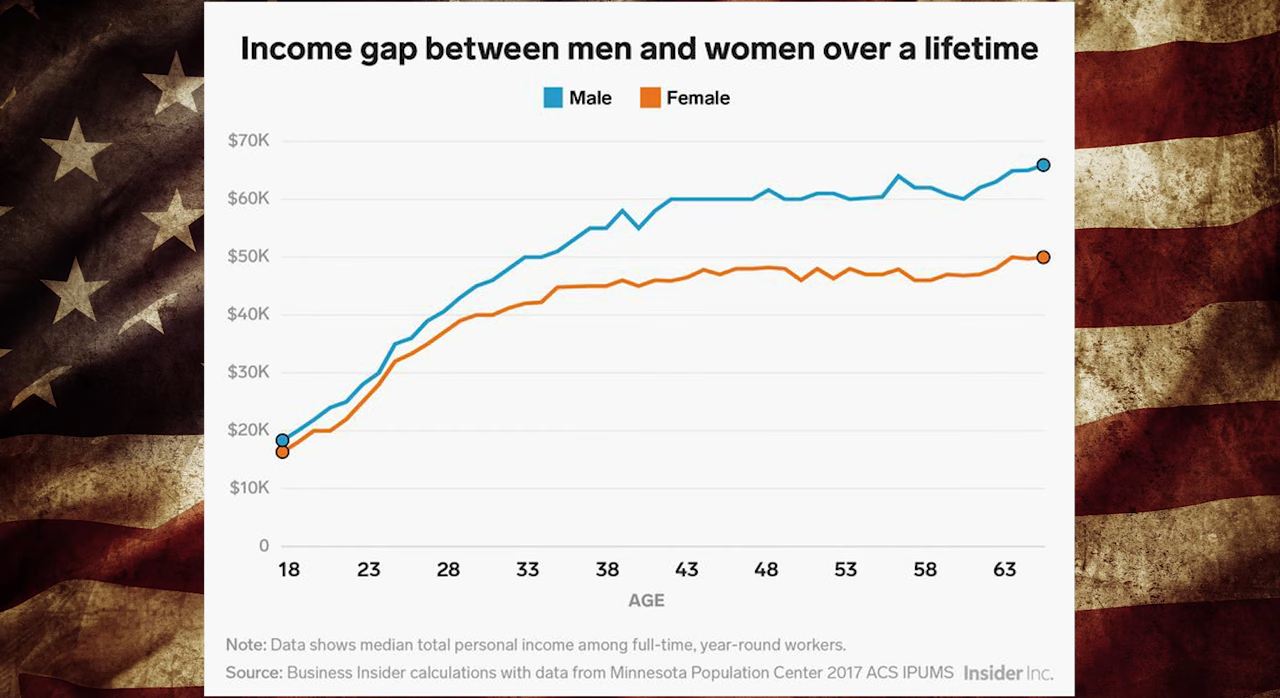 Income gap between men and women over a lifetime
Male Female
$70K
$60K
$50K
$40K
$30K
$20K
$10K
0
18 23 28 33 38 43 48 53 58 63
AGE
Note: Data shows median total personal income among full-time, year-round workers.
Source: Business Insider calculations with data from Minnesota Population Center 2017 ACS IPUMS Insider Inc.